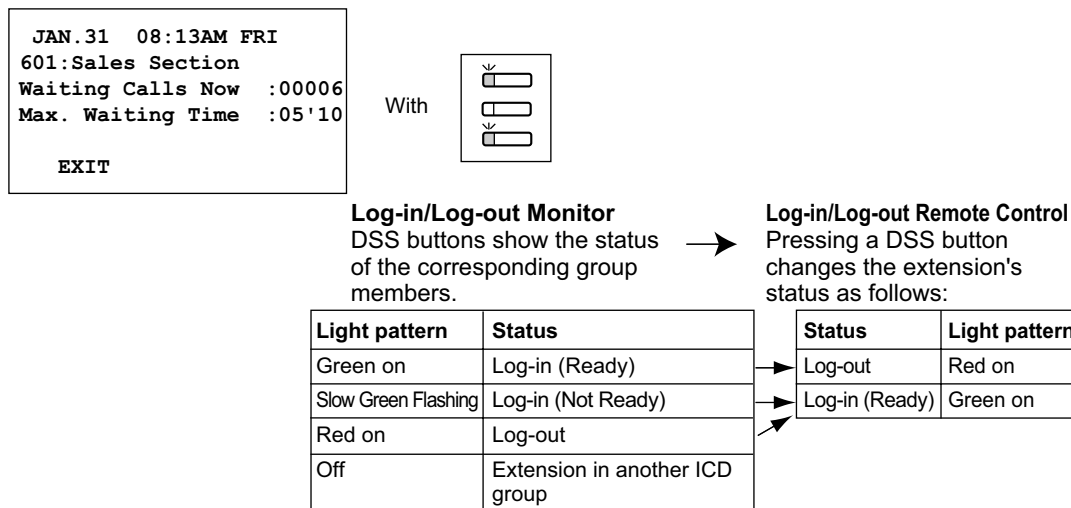 JAN.31 08:13AM FRI
601:Sales Section
Waiting Calls Now :00006
Max. Waiting Time :05'10
EXIT
With
Log-in/Log-out Monitor
DSS buttons show the status
of the corresponding group
members.
Log-in/Log-out Remote Control
Pressing a DSS button
changes the extension's
status as follows:
Light pattern Status
Green on Log-in (Ready)
Slow Green Flashing Log-in (Not Ready)
Red on Log-out
Off Extension in another ICD
group
Status Light pattern
Log-out Red on
Log-in (Ready) Green on